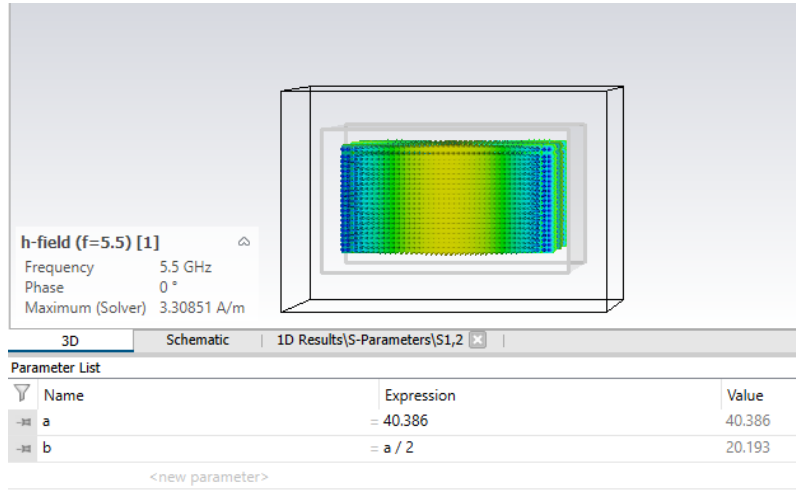 h-field (f=5.5) [1]
Frequency 5.5 GHz
Phase 0 °
Maximum (Solver) 3.30851 A/m
3D Schematic 1D Results\S-Parameters\S1,2
Parameter List
Name Expression Value
a = 40.386 40.386
b = a / 2 20.193
<new parameter>